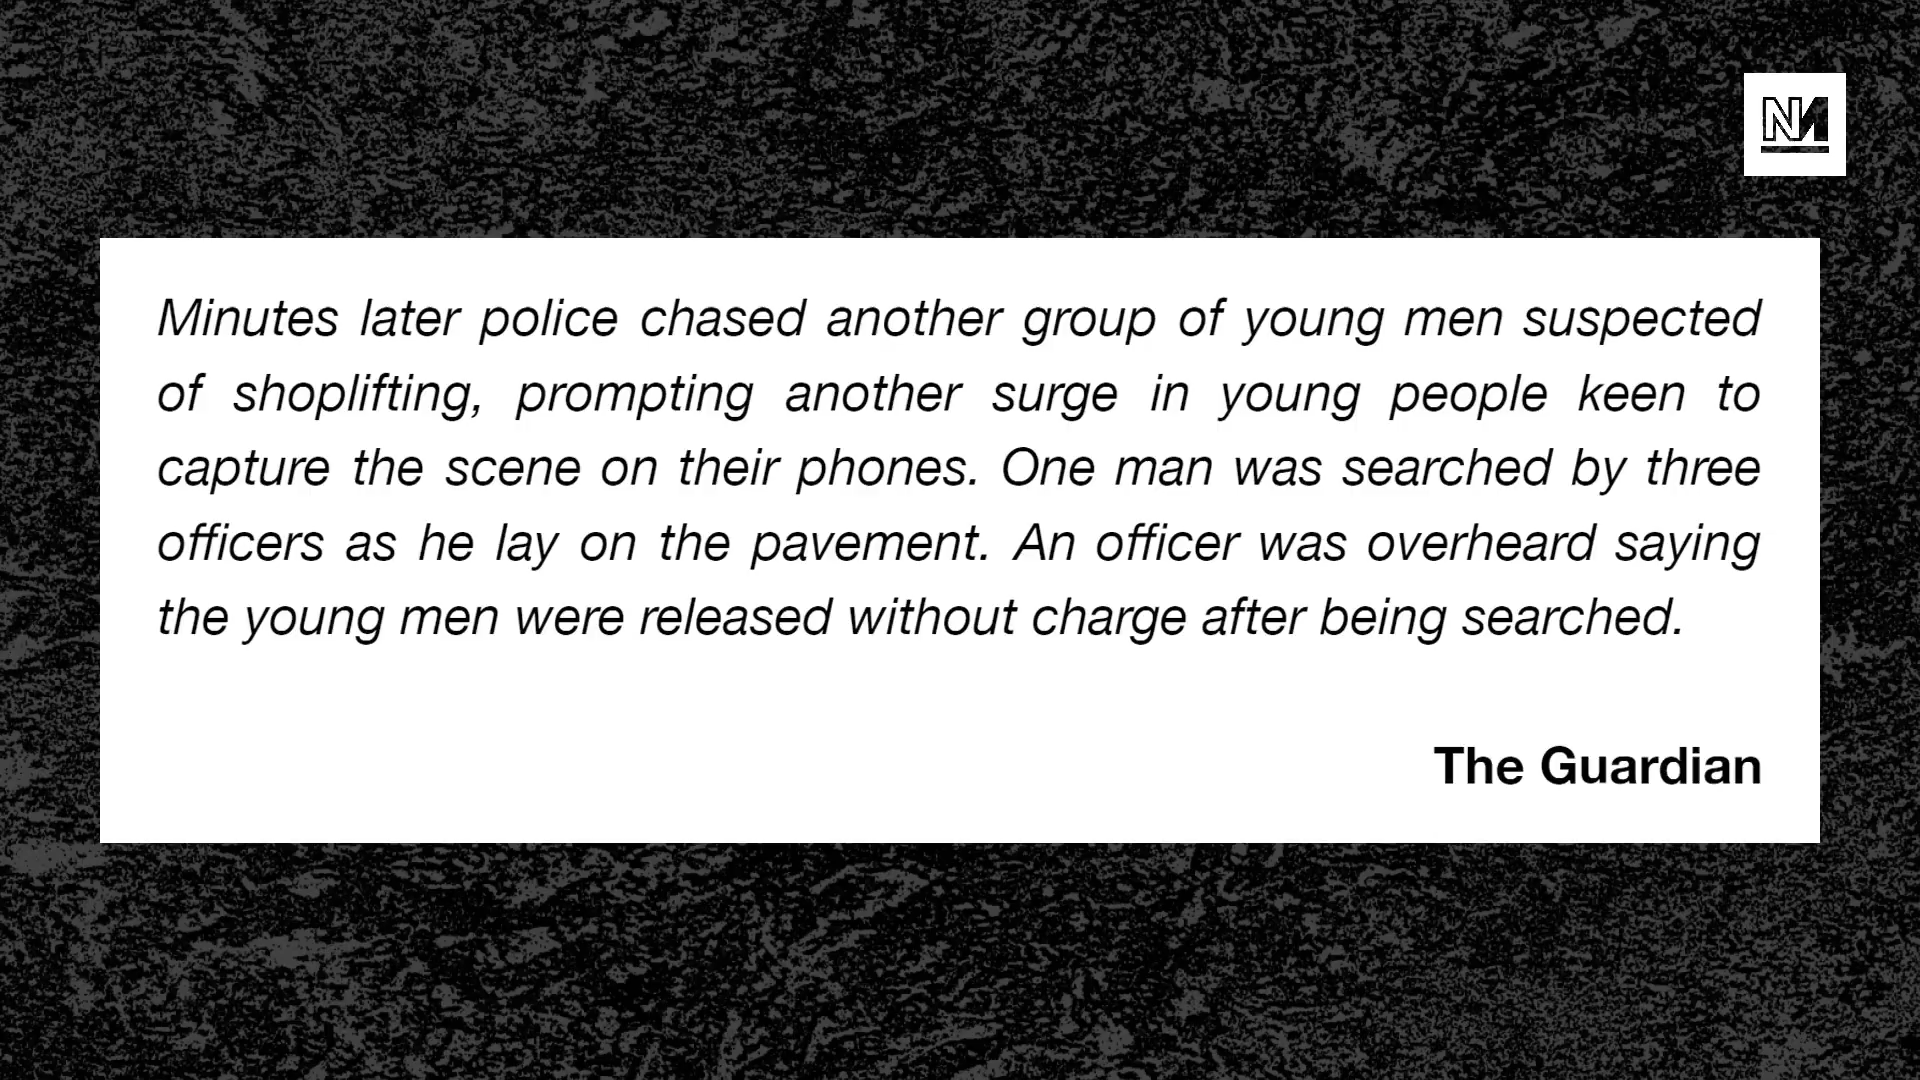 NM
Minutes later police chased another group of young men suspected
of shoplifting, prompting another surge in young people keen to
capture the scene on their phones. One man was searched by three
officers as he lay on the pavement. An officer was overheard saying
the young men were released without charge after being searched.
The Guardian